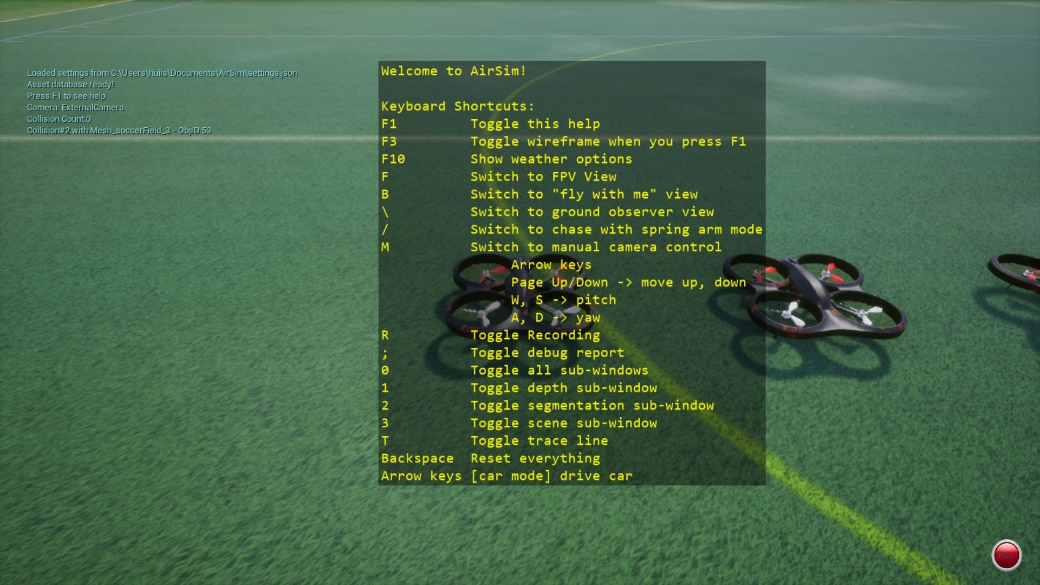 Loaded settings from C:\Users\huiis\Documents\AirSim\settings.json
Asset database ready!
Press F1 to see help
Camera: ExternalCamera
Collision Count:0
Collision#2 with Mesh_soccerField_3 - ObjID 53
Welcome to AirSim!
Keyboard Shortcuts:
F1 Toggle this help
F3 Toggle wireframe when you press F1
F10 Show weather options
F Switch to FPV View
B Switch to "fly with me" view
\ Switch to ground observer view
/ Switch to chase with spring arm mode
M Switch to manual camera control
Arrow keys
Page Up/Down -> move up, down
W, S -> pitch
A, D -> yaw
R Toggle Recording
; Toggle debug report
0 Toggle all sub-windows
1 Toggle depth sub-window
2 Toggle segmentation sub-window
3 Toggle scene sub-window
T Toggle trace line
Backspace Reset everything
Arrow keys [car mode] drive car